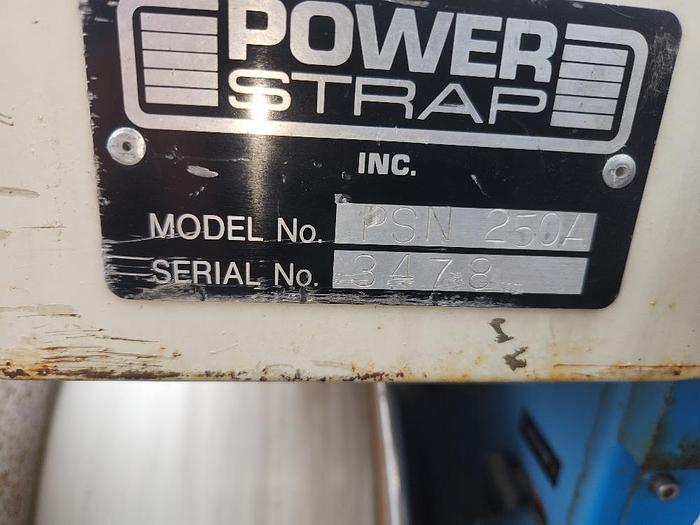 POWER
STRAP
INC.
MODEL No. PSN 250A
SERIAL No. 3478